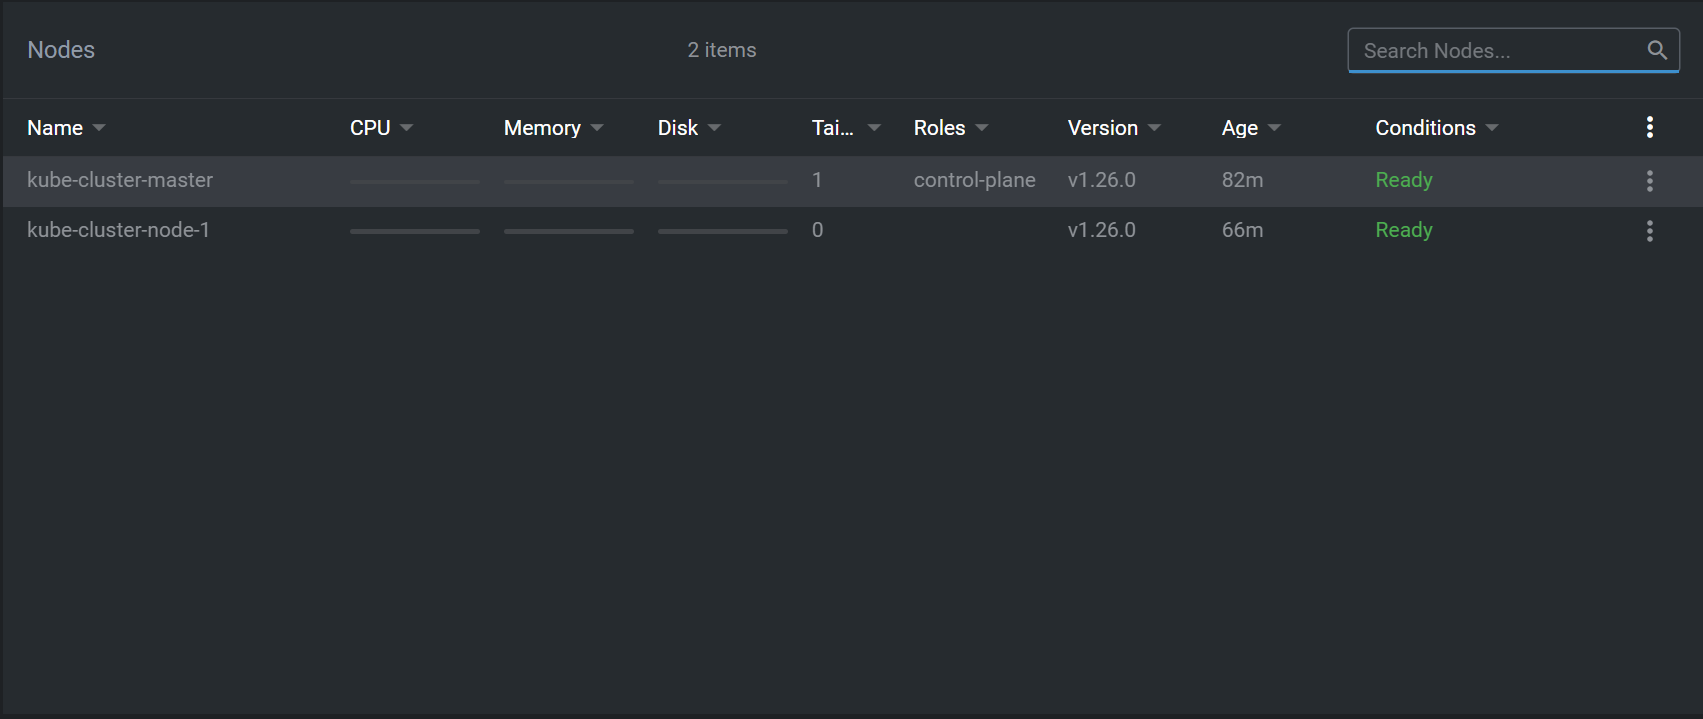 Nodes 2 items Search Nodes...
Name CPU Memory Disk Tai... Roles Version Age Conditions
kube-cluster-master 1 control-plane v1.26.0 82m Ready
kube-cluster-node-1 0 v1.26.0 66m Ready